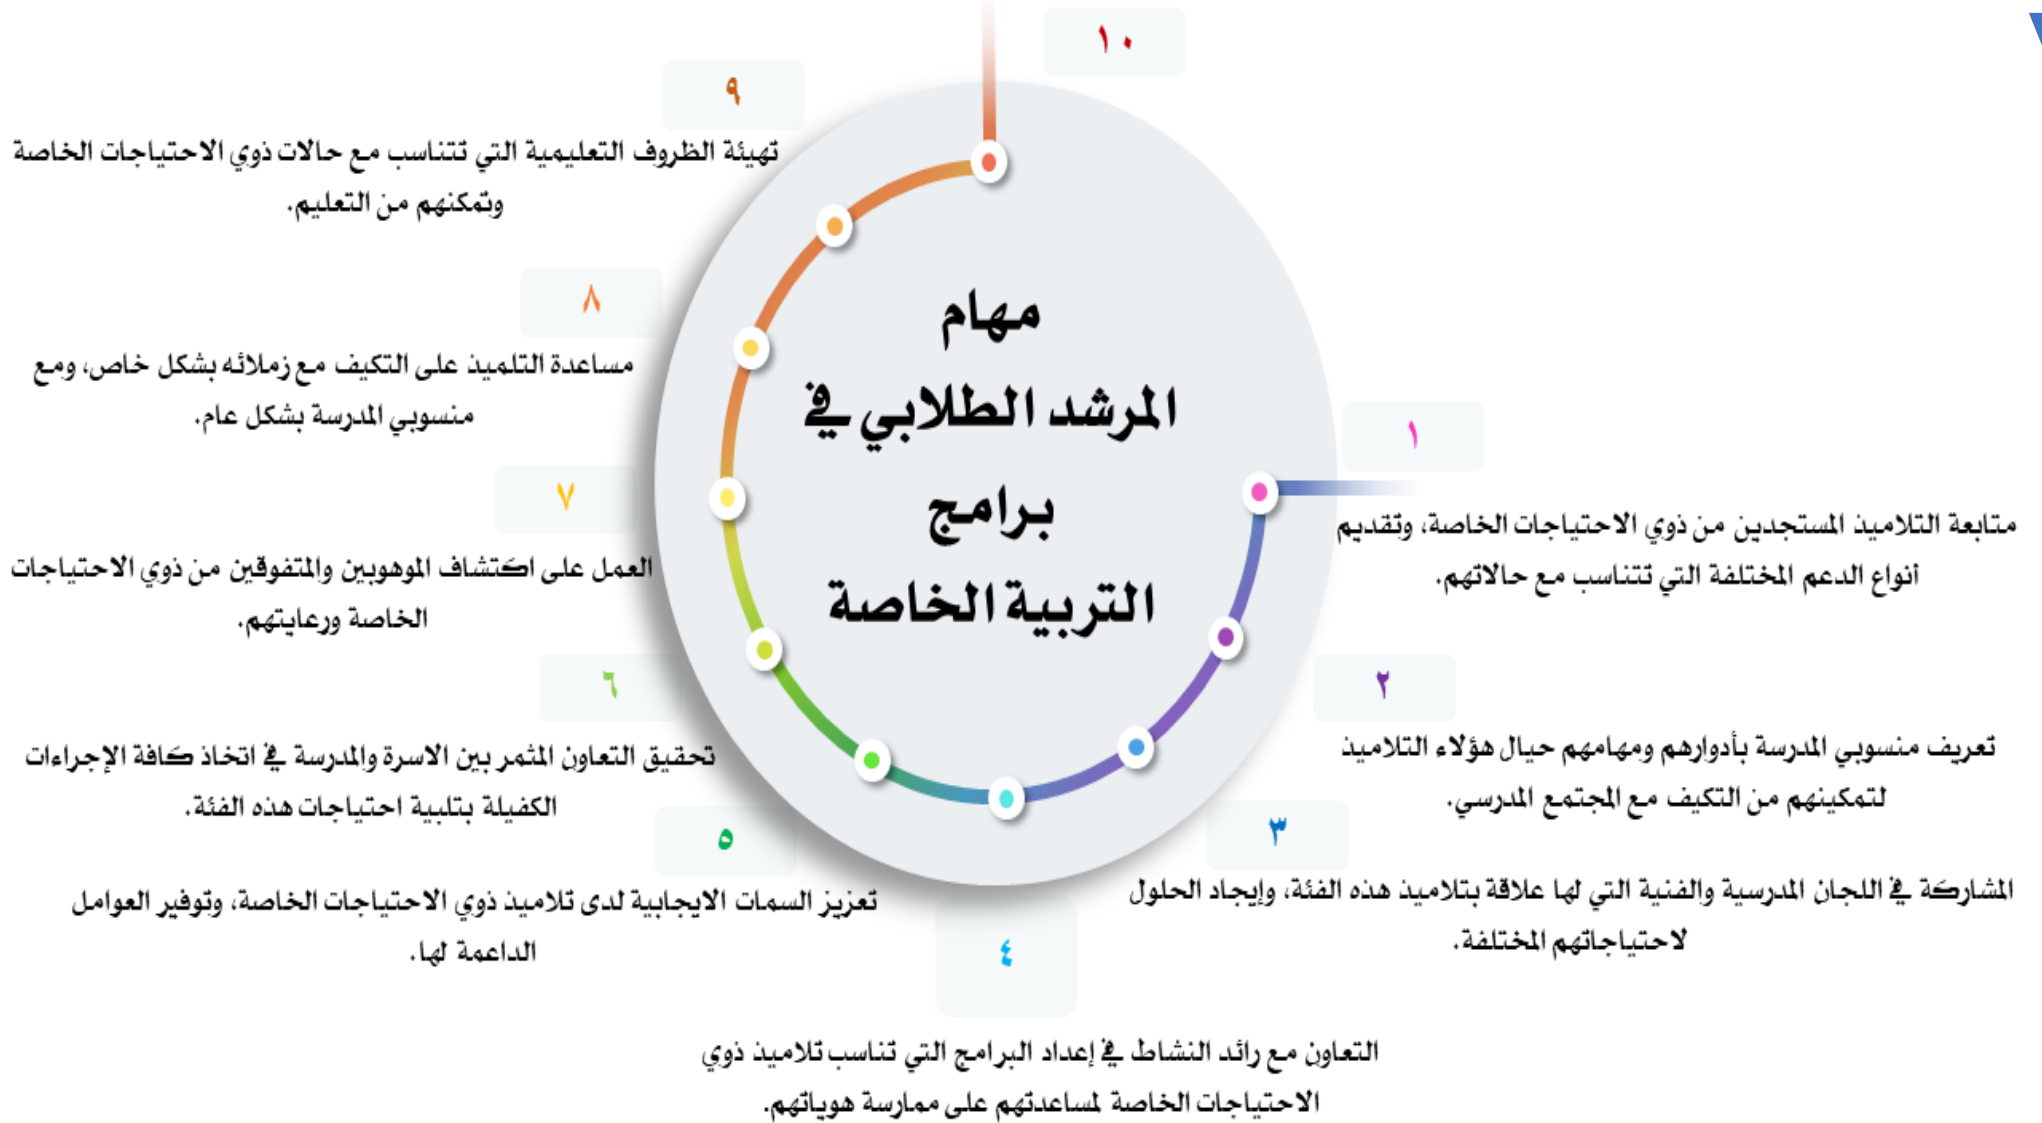 مهام
المرشد الطلابي في
برامج
التربية الخاصة
١
متابعة التلاميذ المستجدين من ذوي الاحتياجات الخاصة، وتقديم
أنواع الدعم المختلفة التي تتناسب مع حالاتهم.
٢
تعريف منسوبي المدرسة بأدوارهم ومهامهم حيال هؤلاء التلاميذ
لتمكينهم من التكيف مع المجتمع المدرسي.
٣
المشاركة في اللجان المدرسية والفنية التي لها علاقة بتلاميذ هذه الفئة، وإيجاد الحلول
لاحتياجاتهم المختلفة.
٤
التعاون مع رائد النشاط في إعداد البرامج التي تناسب تلاميذ ذوي
الاحتياجات الخاصة لمساعدتهم على ممارسة هوياتهم.
٥
تعزيز السمات الايجابية لدى تلاميذ ذوي الاحتياجات الخاصة، وتوفير العوامل
الداعمة لها.
٦
تحقيق التعاون المثمر بين الاسرة والمدرسة في اتخاذ كافة الإجراءات
الكفيلة بتلبية احتياجات هذه الفئة.
٧
العمل على اكتشاف الموهوبين والمتفوقين من ذوي الاحتياجات
الخاصة ورعايتهم.
٨
مساعدة التلميذ على التكيف مع زملائه بشكل خاص، ومع
منسوبي المدرسة بشكل عام.
٩
تهيئة الظروف التعليمية التي تتناسب مع حالات ذوي الاحتياجات الخاصة
وتمكنهم من التعليم.
١٠